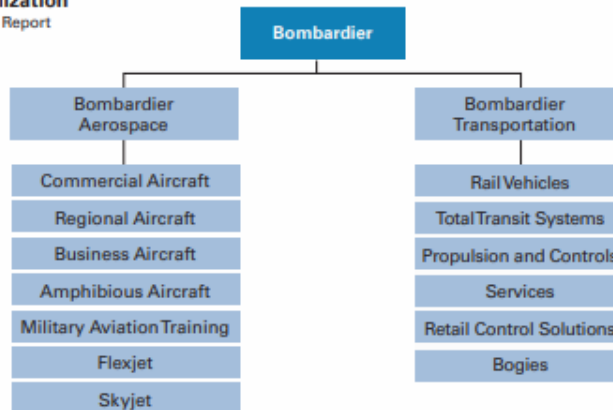 Report
Bombardier
Bombardier
Aerospace
Commercial Aircraft
Regional Aircraft
Business Aircraft
Amphibious Aircraft
Military Aviation Training
Flexjet
Skyjet
Bombardier
Transportation
Rail Vehicles
Total Transit Systems
Propulsion and Controls
Services
Retail Control Solutions
Bogies